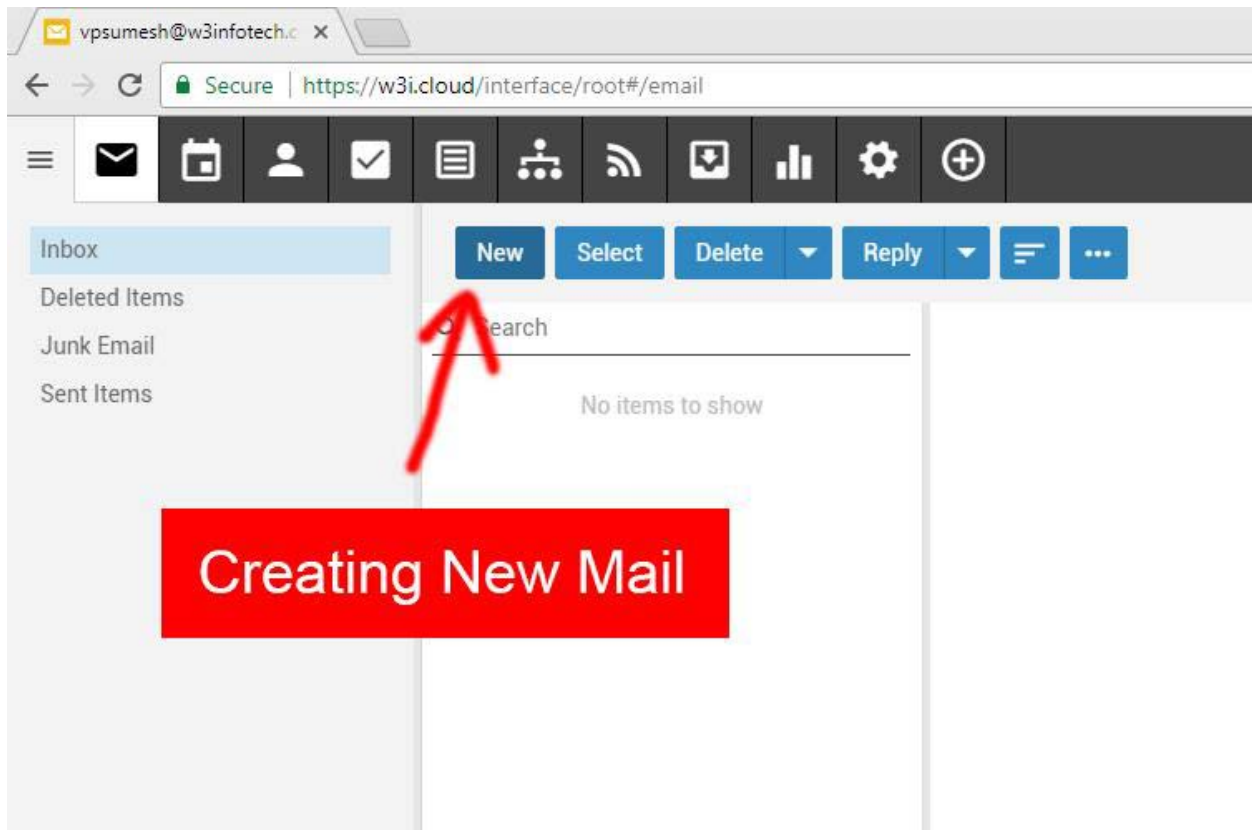 vpsumesh@w3infotech.c
Secure | https://w3i.cloud/interface/root#/email
New Select Delete Reply
Inbox
Deleted Items
Junk Email
Sent Items
Search
No items to show
Creating New Mail